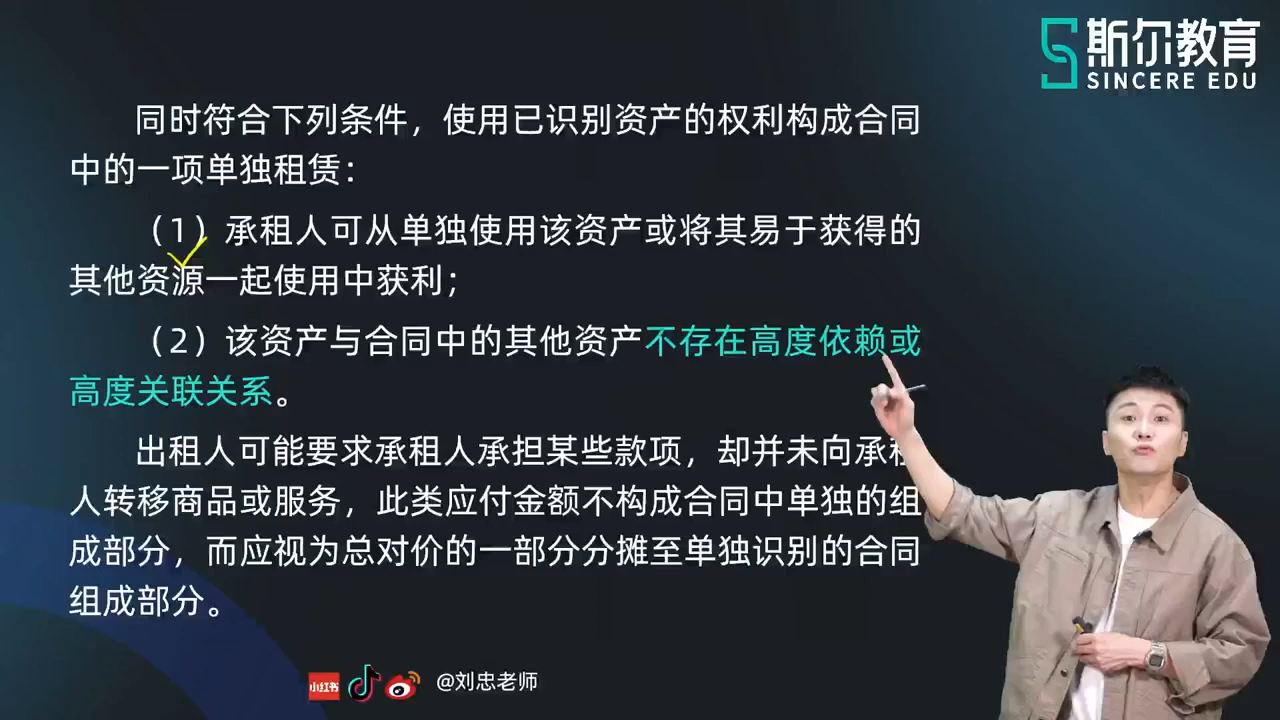 斯尔教育
SINCERE EDU
同时符合下列条件，使用已识别资产的权利构成合同
中的一项单独租赁：
（1）承租人可从单独使用该资产或将其易于获得的
其他资源一起使用中获利；
（2）该资产与合同中的其他资产不存在高度依赖或
高度关联关系。
出租人可能要求承租人承担某些款项，却并未向承租
人转移商品或服务，此类应付金额不构成合同中单独的组
成部分，而应视为总对价的一部分分摊至单独识别的合同
组成部分。
小红书
@刘忠老师